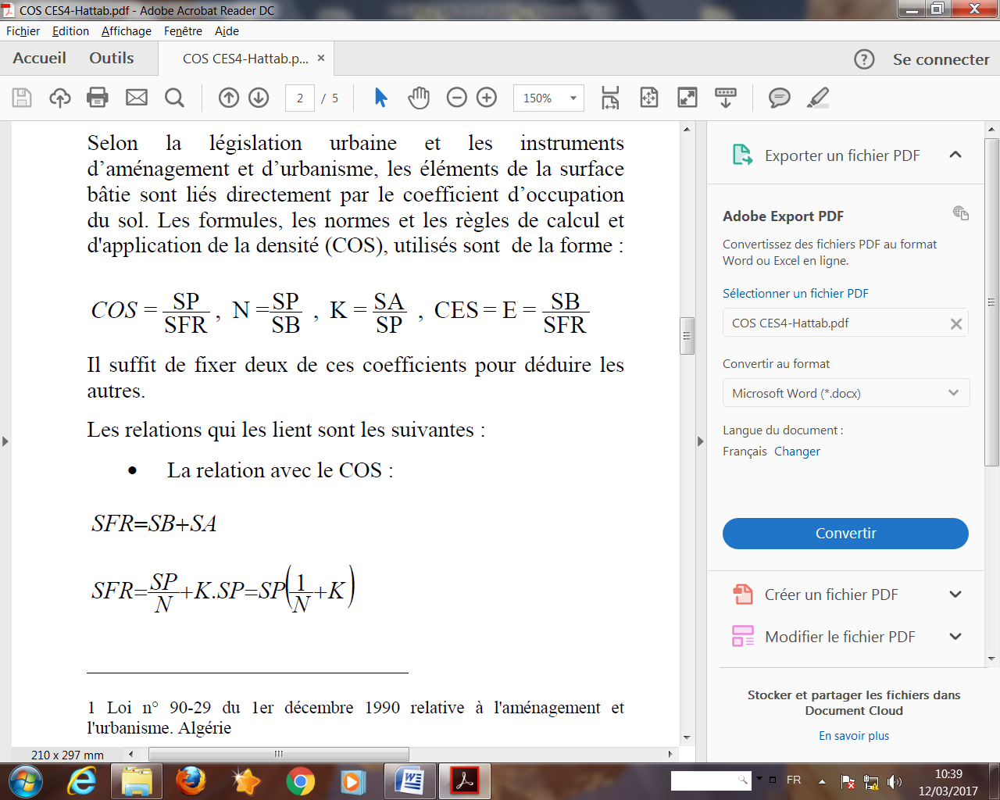 COS CES4-Hattab.pdf - Adobe Acrobat Reader DC
Fichier Edition Affichage Fenêtre Aide
Accueil Outils COS CES4-Hattab.p... × ? Se connecter
2 / 5 150%
Selon la législation urbaine et les instruments
d’aménagement et d’urbanisme, les éléments de la surface
bâtie sont liés directement par le coefficient d’occupation
du sol. Les formules, les normes et les règles de calcul et
d'application de la densité (COS), utilisés sont de la forme :
COS = SP/SFR , N = SP/SB , K = SA/SP , CES = E = SB/SFR
Il suffit de fixer deux de ces coefficients pour déduire les
autres.
Les relations qui les lient sont les suivantes :
• La relation avec le COS :
SFR=SB+SA
SFR=SP/N+K.SP=SP(1/N+K)
1 Loi n° 90-29 du 1er décembre 1990 relative à l'aménagement et
l'urbanisme. Algérie
210 x 297 mm
Exporter un fichier PDF
Adobe Export PDF
Convertissez des fichiers PDF au format
Word ou Excel en ligne.
Sélectionner un fichier PDF
COS CES4-Hattab.pdf
Convertir au format
Microsoft Word (*.docx)
Langue du document :
Français Changer
Convertir
Créer un fichier PDF
Modifier le fichier PDF
Stocker et partager les fichiers dans
Document Cloud
En savoir plus
FR
10:39
12/03/2017